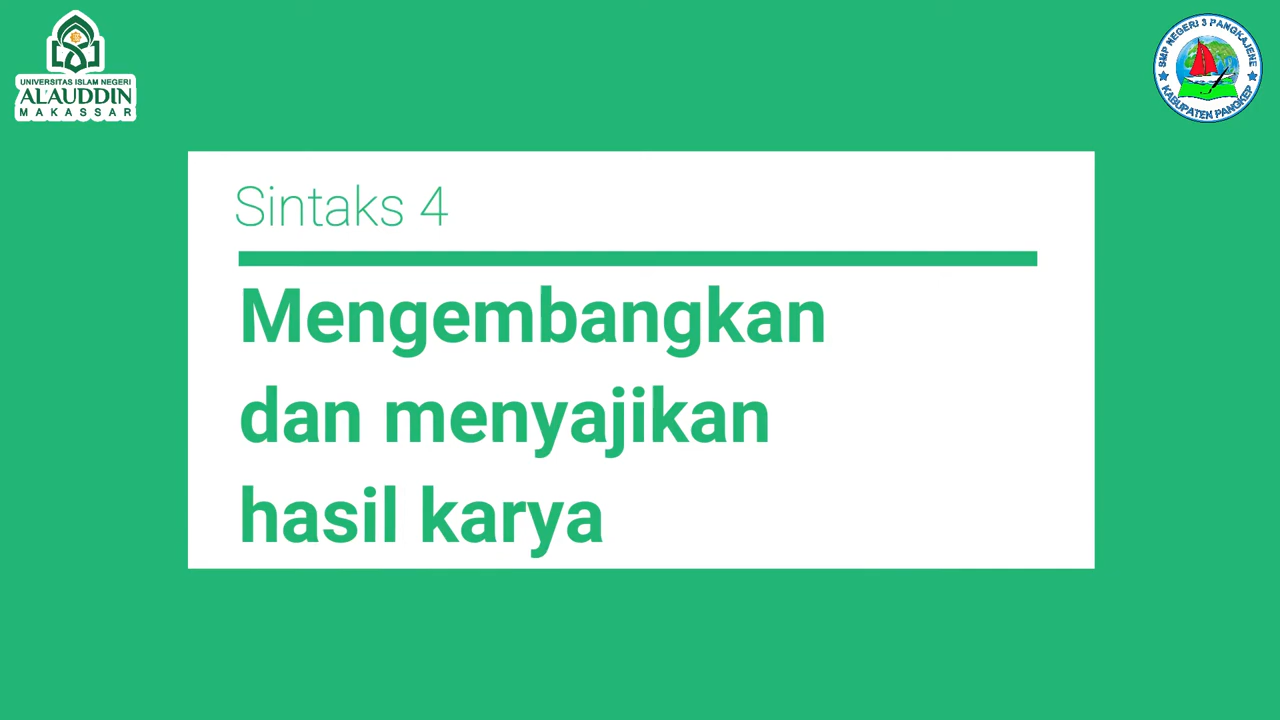 UNIVERSITAS ISLAM NEGERI
ALAUDDIN
MAKASSAR
SMP NEGERI 3 PANGKAJENE
KABUPATEN PANGKEP
Sintaks 4
Mengembangkan
dan menyajikan
hasil karya